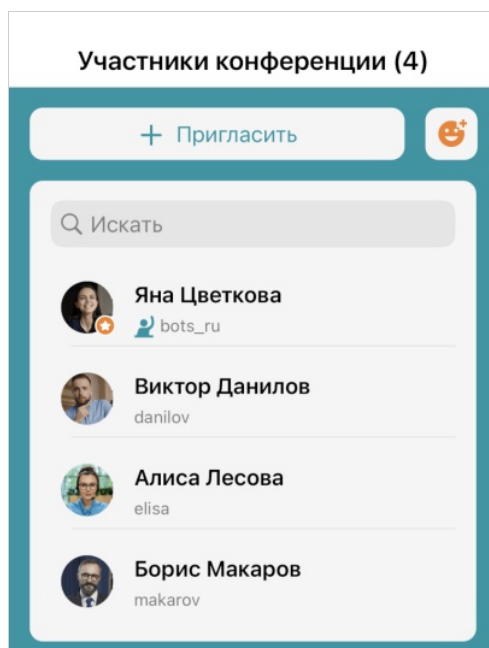 Участники конференции (4)
+ Пригласить
Искать
Яна Цветкова
bots_ru
Виктор Данилов
danilov
Алиса Лесова
elisa
Борис Макаров
makarov